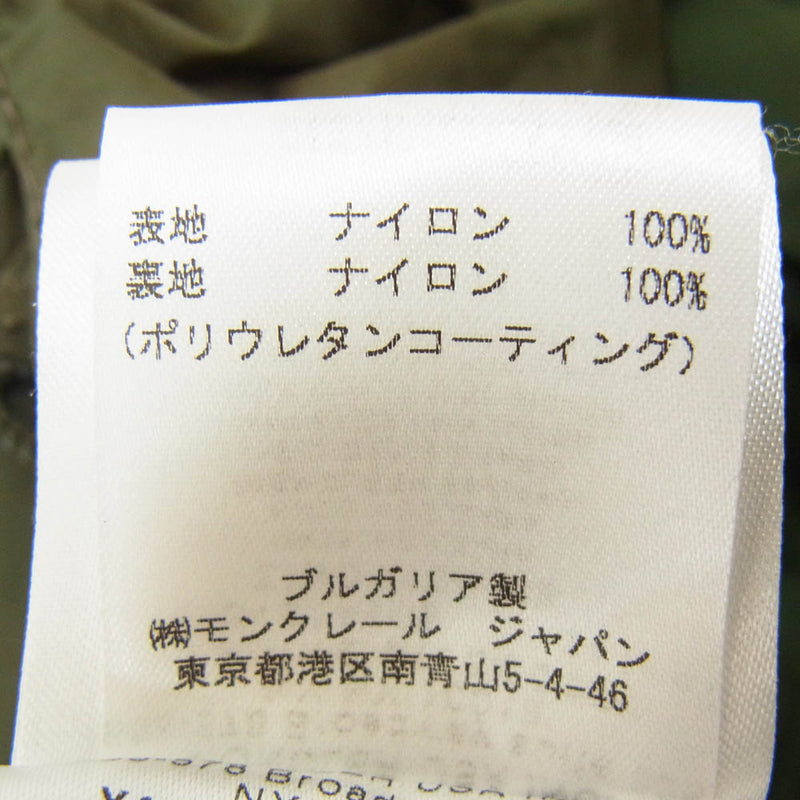 表地 ナイロン 100%
裏地 ナイロン 100%
(ポリウレタンコーティング)
ブルガリア製
㈱モンクレール ジャパン
東京都港区南青山5-4-46